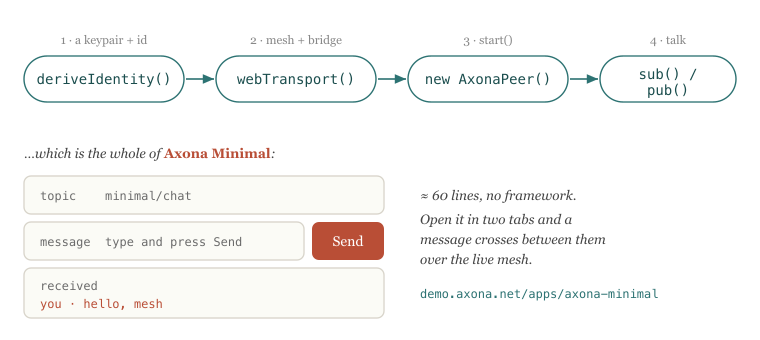 1 · a keypair + id
2 · mesh + bridge
3 · start()
4 · talk
deriveIdentity()
webTransport()
new AxonaPeer()
sub() /
pub()
…which is the whole of Axona Minimal:
topic minimal/chat
message type and press Send
Send
received
you · hello, mesh
≈ 60 lines, no framework.
Open it in two tabs and a
message crosses between them
over the live mesh.
demo.axona.net/apps/axona-minimal